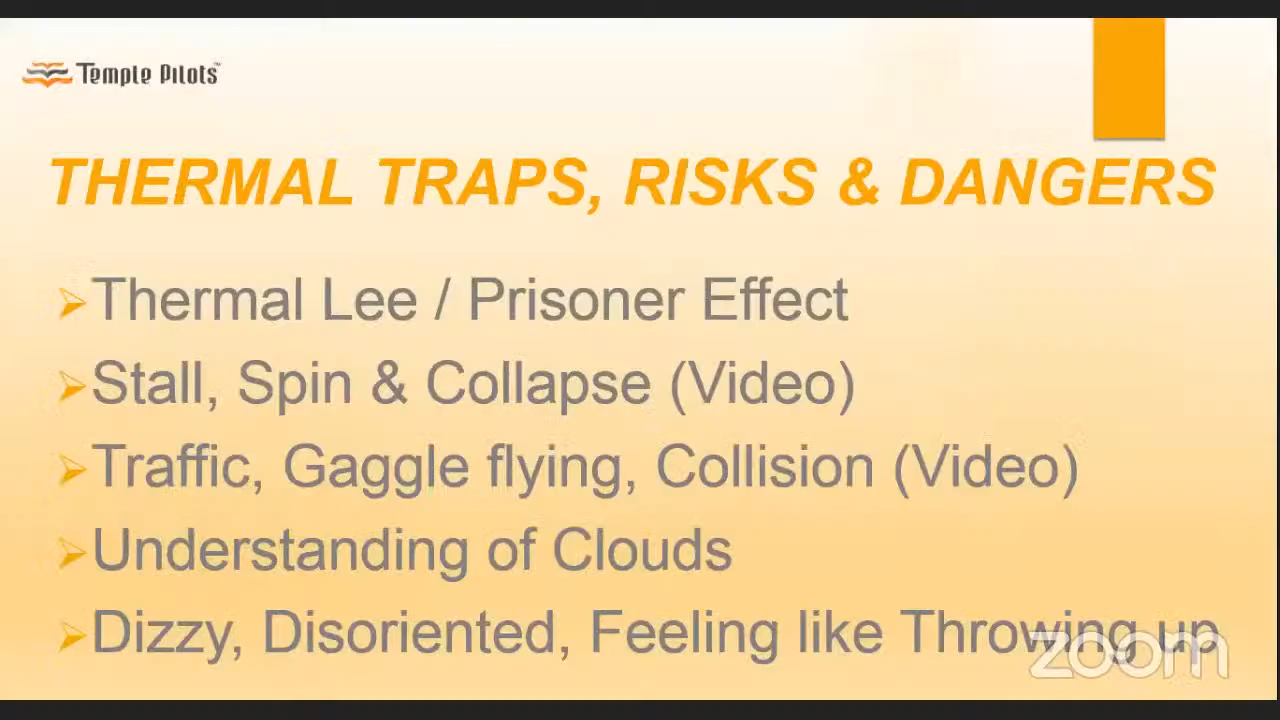 Temple Pilots™
THERMAL TRAPS, RISKS & DANGERS
➢Thermal Lee / Prisoner Effect
➢Stall, Spin & Collapse (Video)
➢Traffic, Gaggle flying, Collision (Video)
➢Understanding of Clouds
➢Dizzy, Disoriented, Feeling like Throwing up
zoom